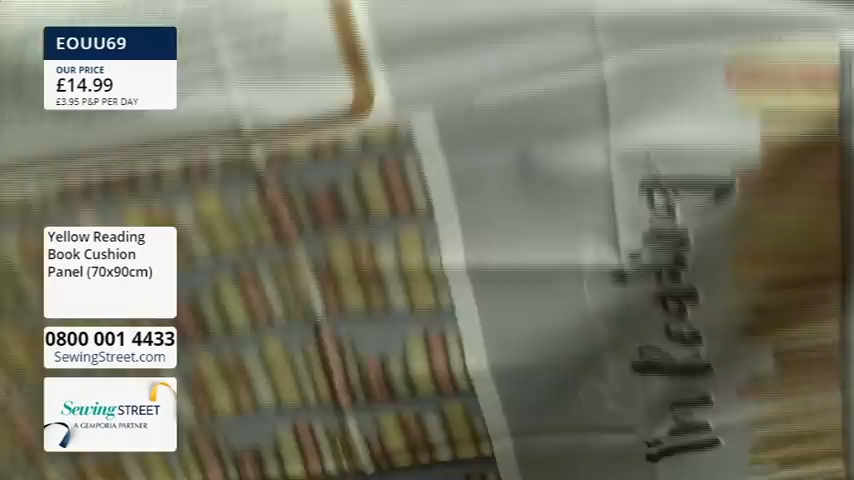 EOUU69
OUR PRICE
£14.99
£3.95 P&P PER DAY
Yellow Reading
Book Cushion
Panel (70x90cm)
0800 001 4433
SewingStreet.com
Sewing STREET
A GEMPORIA PARTNER